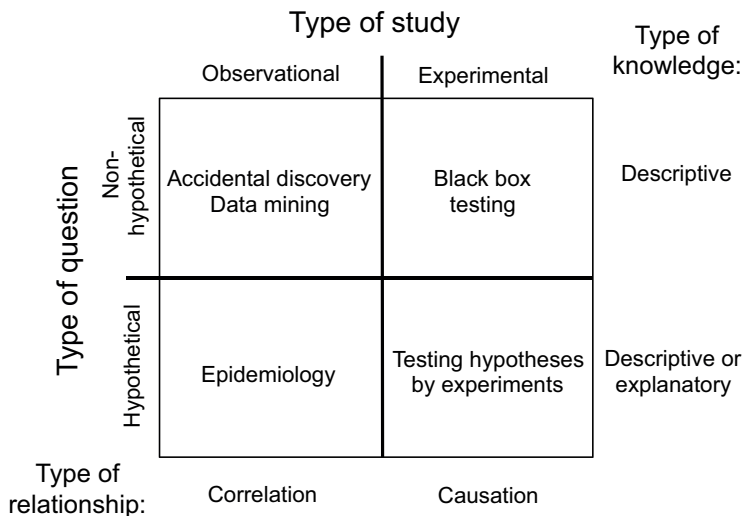 Type of study
Type of
knowledge:
Observational
Experimental
Type of question
Non-
hypothetical
Accidental discovery
Data mining
Black box
testing
Descriptive
Hypothetical
Epidemiology
Testing hypotheses
by experiments
Descriptive or
explanatory
Type of
relationship:
Correlation
Causation